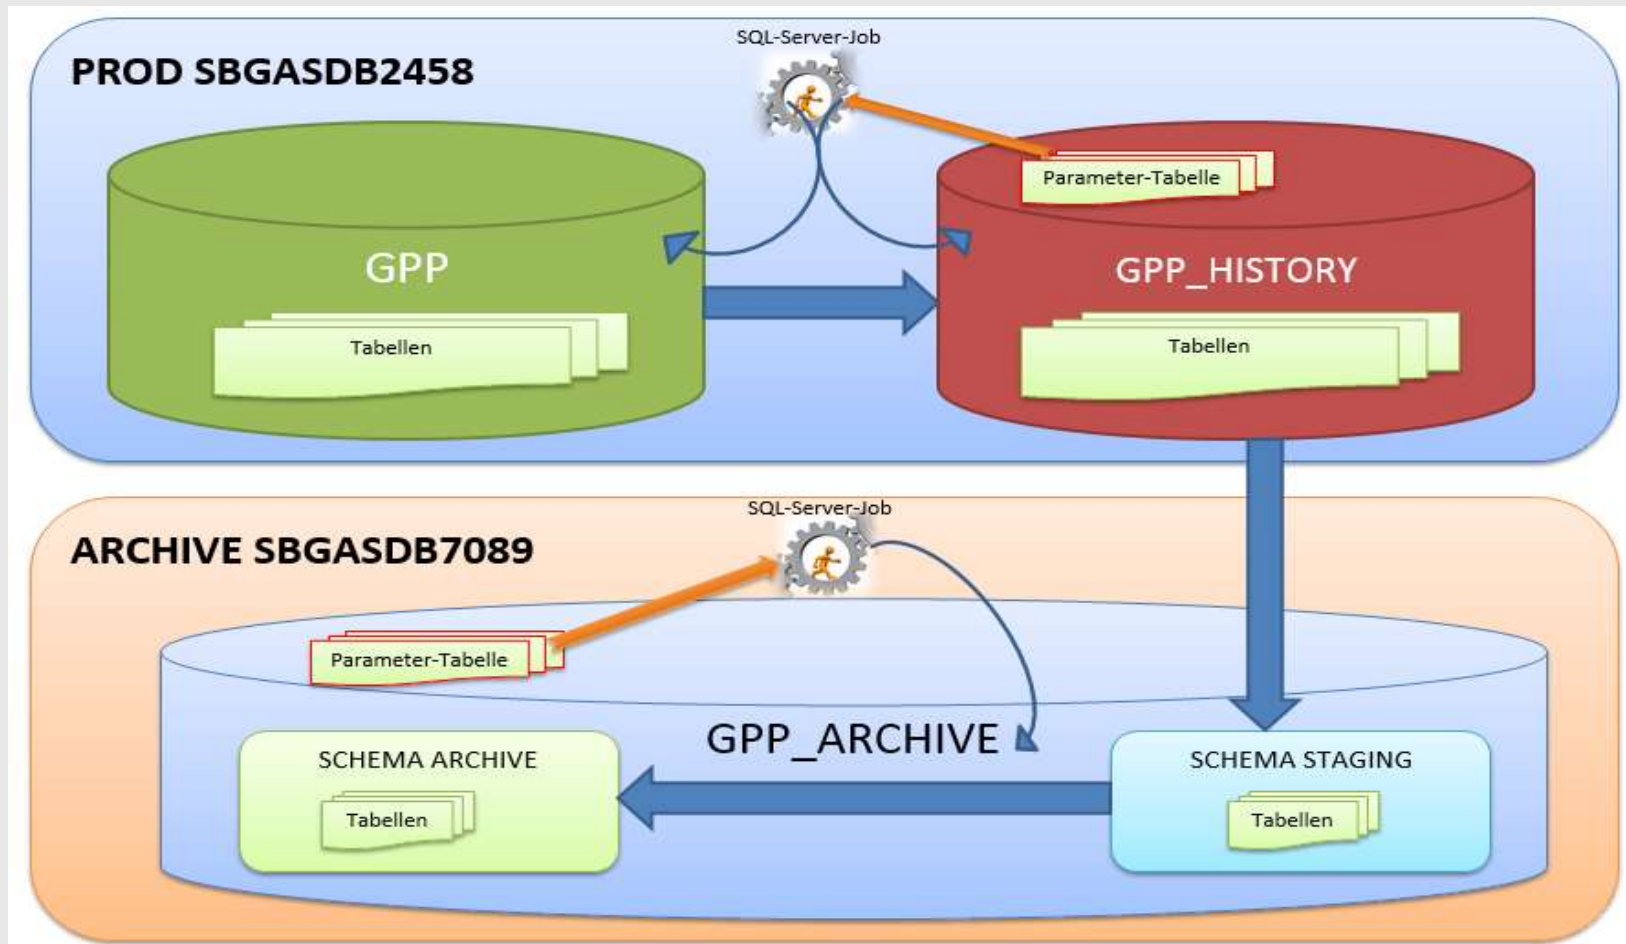 SQL-Server-Job
PROD SBGASDB2458
Parameter-Tabelle
GPP
GPP_HISTORY
Tabellen
Tabellen
SQL-Server-Job
ARCHIVE SBGASDB7089
Parameter-Tabelle
GPP_ARCHIVE
SCHEMA ARCHIVE
SCHEMA STAGING
Tabellen
Tabellen